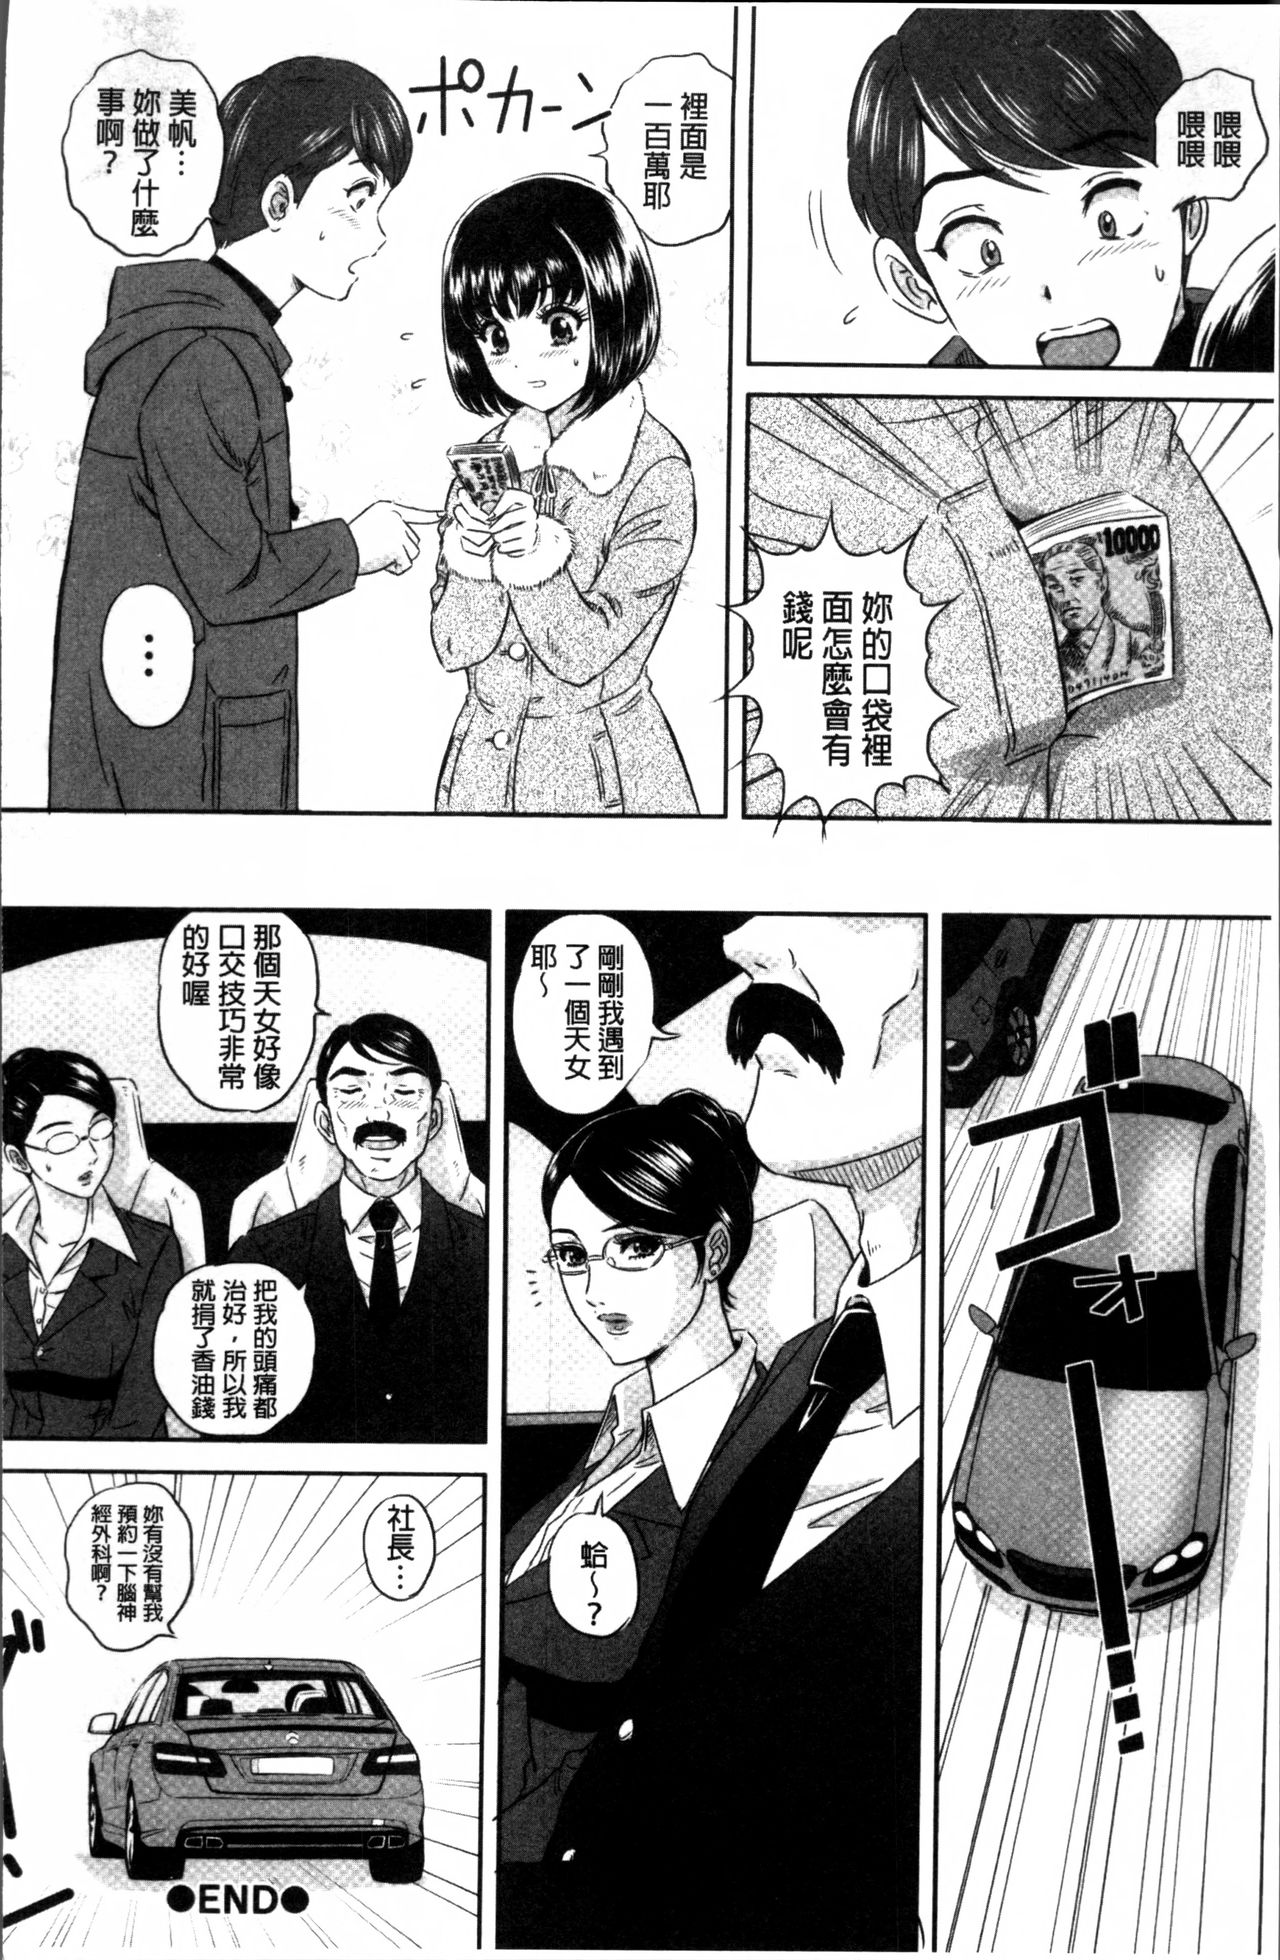 喂喂
喂喂
妳的口袋裡
面怎麼會有
錢呢
10000
裡面是
一百萬耶
ポカーン
美帆…
妳做了什麼
事啊？
…
ブォーー…
剛剛我遇到
了一個天女
耶～
蛤～？
那個天女好像
口交技巧非常
的好喔
把我的頭痛都
治好，所以我
就捐了香油錢
社長…
妳有沒有幫我
預約一下腦神
經外科啊？
●END●